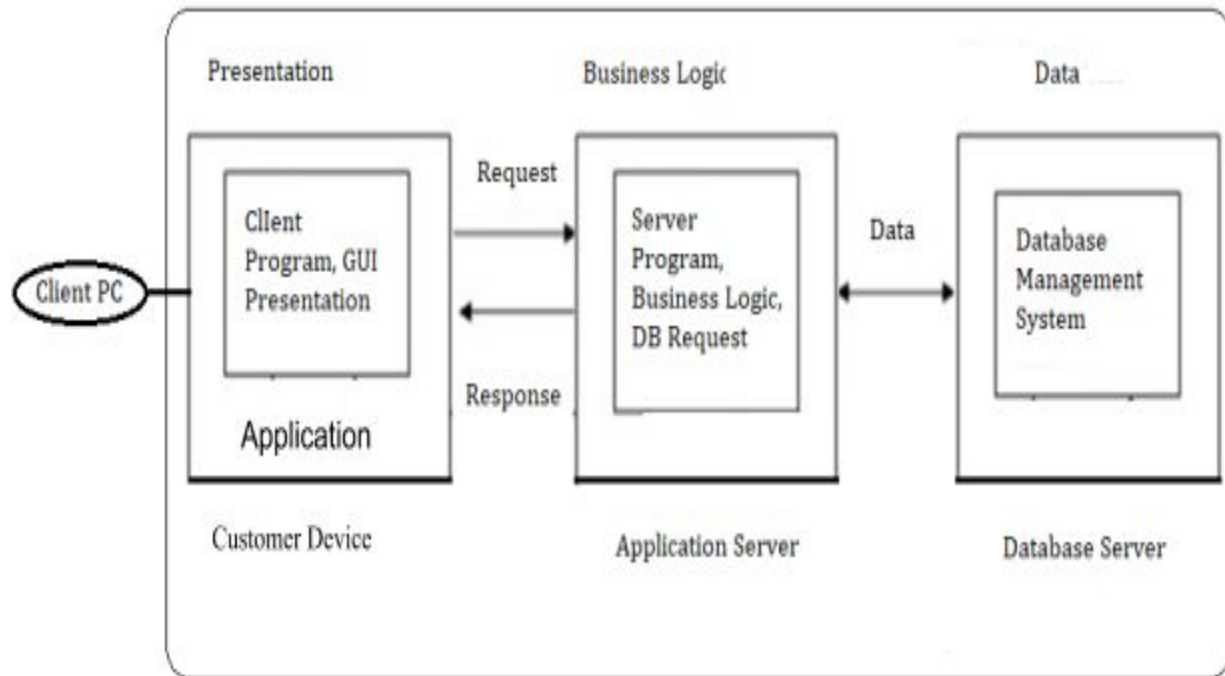 Presentation
Business Logic
Data
Client PC
ClIent
Program, GUI
Presentation
Application
Customer Device
Request
Response
Server
Program,
Business Logic,
DB Request
Application Server
Data
Database
Management
System
Database Server